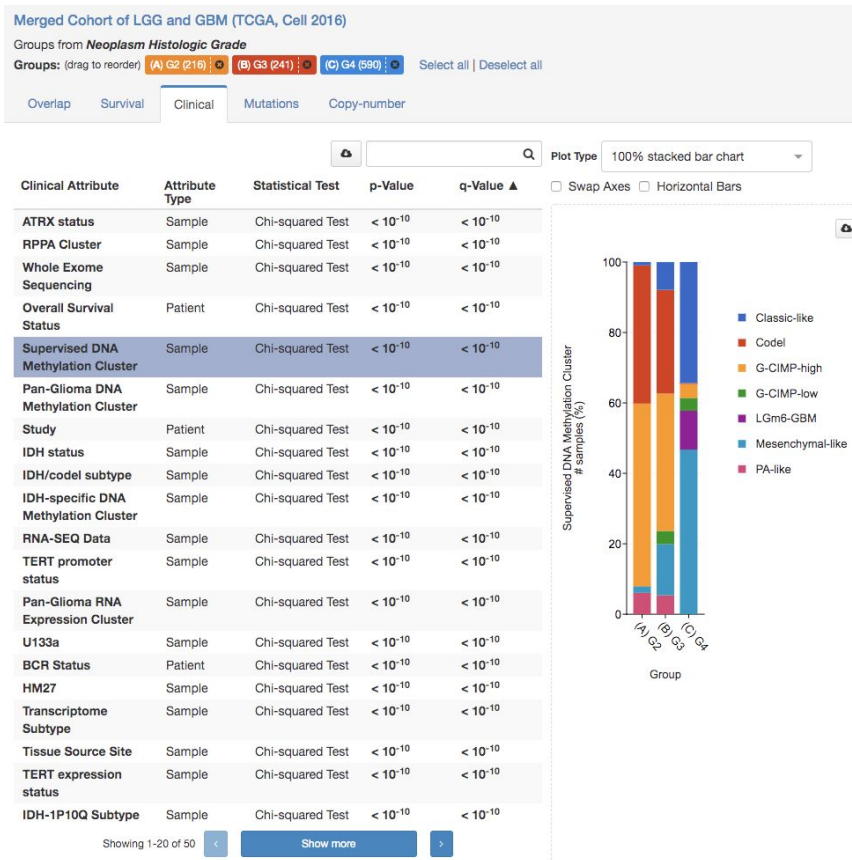 Merged Cohort of LGG and GBM (TCGA, Cell 2016)
Groups from Neoplasm Histologic Grade
Groups: (drag to reorder) (A) G2 (216) (B) G3 (241) (C) G4 (590) Select all | Deselect all
Overlap Survival Clinical Mutations Copy-number
Plot Type 100% stacked bar chart
Swap Axes Horizontal Bars
Clinical Attribute Attribute Type Statistical Test p-Value q-Value ▲
ATRX status Sample Chi-squared Test < 10⁻¹⁰ < 10⁻¹⁰
RPPA Cluster Sample Chi-squared Test < 10⁻¹⁰ < 10⁻¹⁰
Whole Exome Sequencing Sample Chi-squared Test < 10⁻¹⁰ < 10⁻¹⁰
Overall Survival Status Patient Chi-squared Test < 10⁻¹⁰ < 10⁻¹⁰
Supervised DNA Methylation Cluster Sample Chi-squared Test < 10⁻¹⁰ < 10⁻¹⁰
Pan-Glioma DNA Methylation Cluster Sample Chi-squared Test < 10⁻¹⁰ < 10⁻¹⁰
Study Patient Chi-squared Test < 10⁻¹⁰ < 10⁻¹⁰
IDH status Sample Chi-squared Test < 10⁻¹⁰ < 10⁻¹⁰
IDH/codel subtype Sample Chi-squared Test < 10⁻¹⁰ < 10⁻¹⁰
IDH-specific DNA Methylation Cluster Sample Chi-squared Test < 10⁻¹⁰ < 10⁻¹⁰
RNA-SEQ Data Sample Chi-squared Test < 10⁻¹⁰ < 10⁻¹⁰
TERT promoter status Sample Chi-squared Test < 10⁻¹⁰ < 10⁻¹⁰
Pan-Glioma RNA Expression Cluster Sample Chi-squared Test < 10⁻¹⁰ < 10⁻¹⁰
U133a Sample Chi-squared Test < 10⁻¹⁰ < 10⁻¹⁰
BCR Status Patient Chi-squared Test < 10⁻¹⁰ < 10⁻¹⁰
HM27 Sample Chi-squared Test < 10⁻¹⁰ < 10⁻¹⁰
Transcriptome Subtype Sample Chi-squared Test < 10⁻¹⁰ < 10⁻¹⁰
Tissue Source Site Sample Chi-squared Test < 10⁻¹⁰ < 10⁻¹⁰
TERT expression status Sample Chi-squared Test < 10⁻¹⁰ < 10⁻¹⁰
IDH-1P10Q Subtype Sample Chi-squared Test < 10⁻¹⁰ < 10⁻¹⁰
Showing 1-20 of 50 ‹ Show more ›
Supervised DNA Methylation Cluster
# samples (%)
100
80
60
40
20
0
(A) G2 (B) G3 (C) G4
Group
Classic-like
Codel
G-CIMP-high
G-CIMP-low
LGm6-GBM
Mesenchymal-like
PA-like